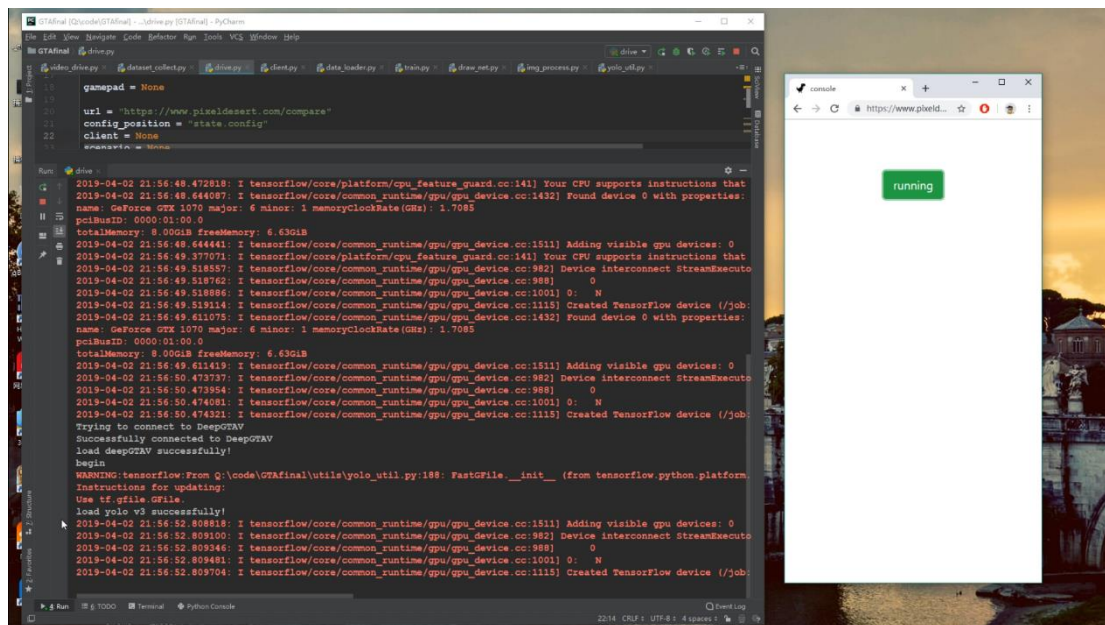 GTAfinal [Q:\code\GTAfinal] - ...\drive.py [GTAfinal] - PyCharm
File Edit View Navigate Code Refactor Run Tools VCS Window Help
GTAfinal drive.py
drive
video_drive.py dataset_collect.py drive.py client.py data_loader.py train.py draw_net.py img_process.py yolo_util.py
18 gamepad = None
19
20 url = "https://www.pixeldesert.com/compare"
21 config_position = "state.config"
22 client = None
scenario = None
Run: drive
2019-04-02 21:56:48.472818: I tensorflow/core/platform/cpu_feature_guard.cc:141] Your CPU supports instructions that
2019-04-02 21:56:48.644087: I tensorflow/core/common_runtime/gpu/gpu_device.cc:1432] Found device 0 with properties:
name: GeForce GTX 1070 major: 6 minor: 1 memoryClockRate(GHz): 1.7085
pciBusID: 0000:01:00.0
totalMemory: 8.00GiB freeMemory: 6.63GiB
2019-04-02 21:56:48.644441: I tensorflow/core/common_runtime/gpu/gpu_device.cc:1511] Adding visible gpu devices: 0
2019-04-02 21:56:49.377071: I tensorflow/core/platform/cpu_feature_guard.cc:141] Your CPU supports instructions that
2019-04-02 21:56:49.518557: I tensorflow/core/common_runtime/gpu/gpu_device.cc:982] Device interconnect StreamExecuto
2019-04-02 21:56:49.518762: I tensorflow/core/common_runtime/gpu/gpu_device.cc:988] 0
2019-04-02 21:56:49.518886: I tensorflow/core/common_runtime/gpu/gpu_device.cc:1001] 0: N
2019-04-02 21:56:49.519114: I tensorflow/core/common_runtime/gpu/gpu_device.cc:1115] Created TensorFlow device (/job:
2019-04-02 21:56:49.611075: I tensorflow/core/common_runtime/gpu/gpu_device.cc:1432] Found device 0 with properties:
name: GeForce GTX 1070 major: 6 minor: 1 memoryClockRate(GHz): 1.7085
pciBusID: 0000:01:00.0
totalMemory: 8.00GiB freeMemory: 6.63GiB
2019-04-02 21:56:49.611419: I tensorflow/core/common_runtime/gpu/gpu_device.cc:1511] Adding visible gpu devices: 0
2019-04-02 21:56:50.473737: I tensorflow/core/common_runtime/gpu/gpu_device.cc:982] Device interconnect StreamExecuto
2019-04-02 21:56:50.473954: I tensorflow/core/common_runtime/gpu/gpu_device.cc:988] 0
2019-04-02 21:56:50.474081: I tensorflow/core/common_runtime/gpu/gpu_device.cc:1001] 0: N
2019-04-02 21:56:50.474321: I tensorflow/core/common_runtime/gpu/gpu_device.cc:1115] Created TensorFlow device (/job:
Trying to connect to DeepGTAV
Successfully connected to DeepGTAV
load deepGTAV successfully!
begin
WARNING:tensorflow:From Q:\code\GTAfinal\utils\yolo_util.py:188: FastGFile.__init__ (from tensorflow.python.platform.
Instructions for updating:
Use tf.gfile.GFile.
load yolo v3 successfully!
2019-04-02 21:56:52.808818: I tensorflow/core/common_runtime/gpu/gpu_device.cc:1511] Adding visible gpu devices: 0
2019-04-02 21:56:52.809100: I tensorflow/core/common_runtime/gpu/gpu_device.cc:982] Device interconnect StreamExecuto
2019-04-02 21:56:52.809346: I tensorflow/core/common_runtime/gpu/gpu_device.cc:988] 0
2019-04-02 21:56:52.809481: I tensorflow/core/common_runtime/gpu/gpu_device.cc:1001] 0: N
2019-04-02 21:56:52.809704: I tensorflow/core/common_runtime/gpu/gpu_device.cc:1115] Created TensorFlow device (/job:
1: Project
Z: Structure
2: Favorites
SciView
Database
4: Run 6: TODO Terminal Python Console Event Log
22:14 CRLF UTF-8 4 spaces
console
https://www.pixeld...
running